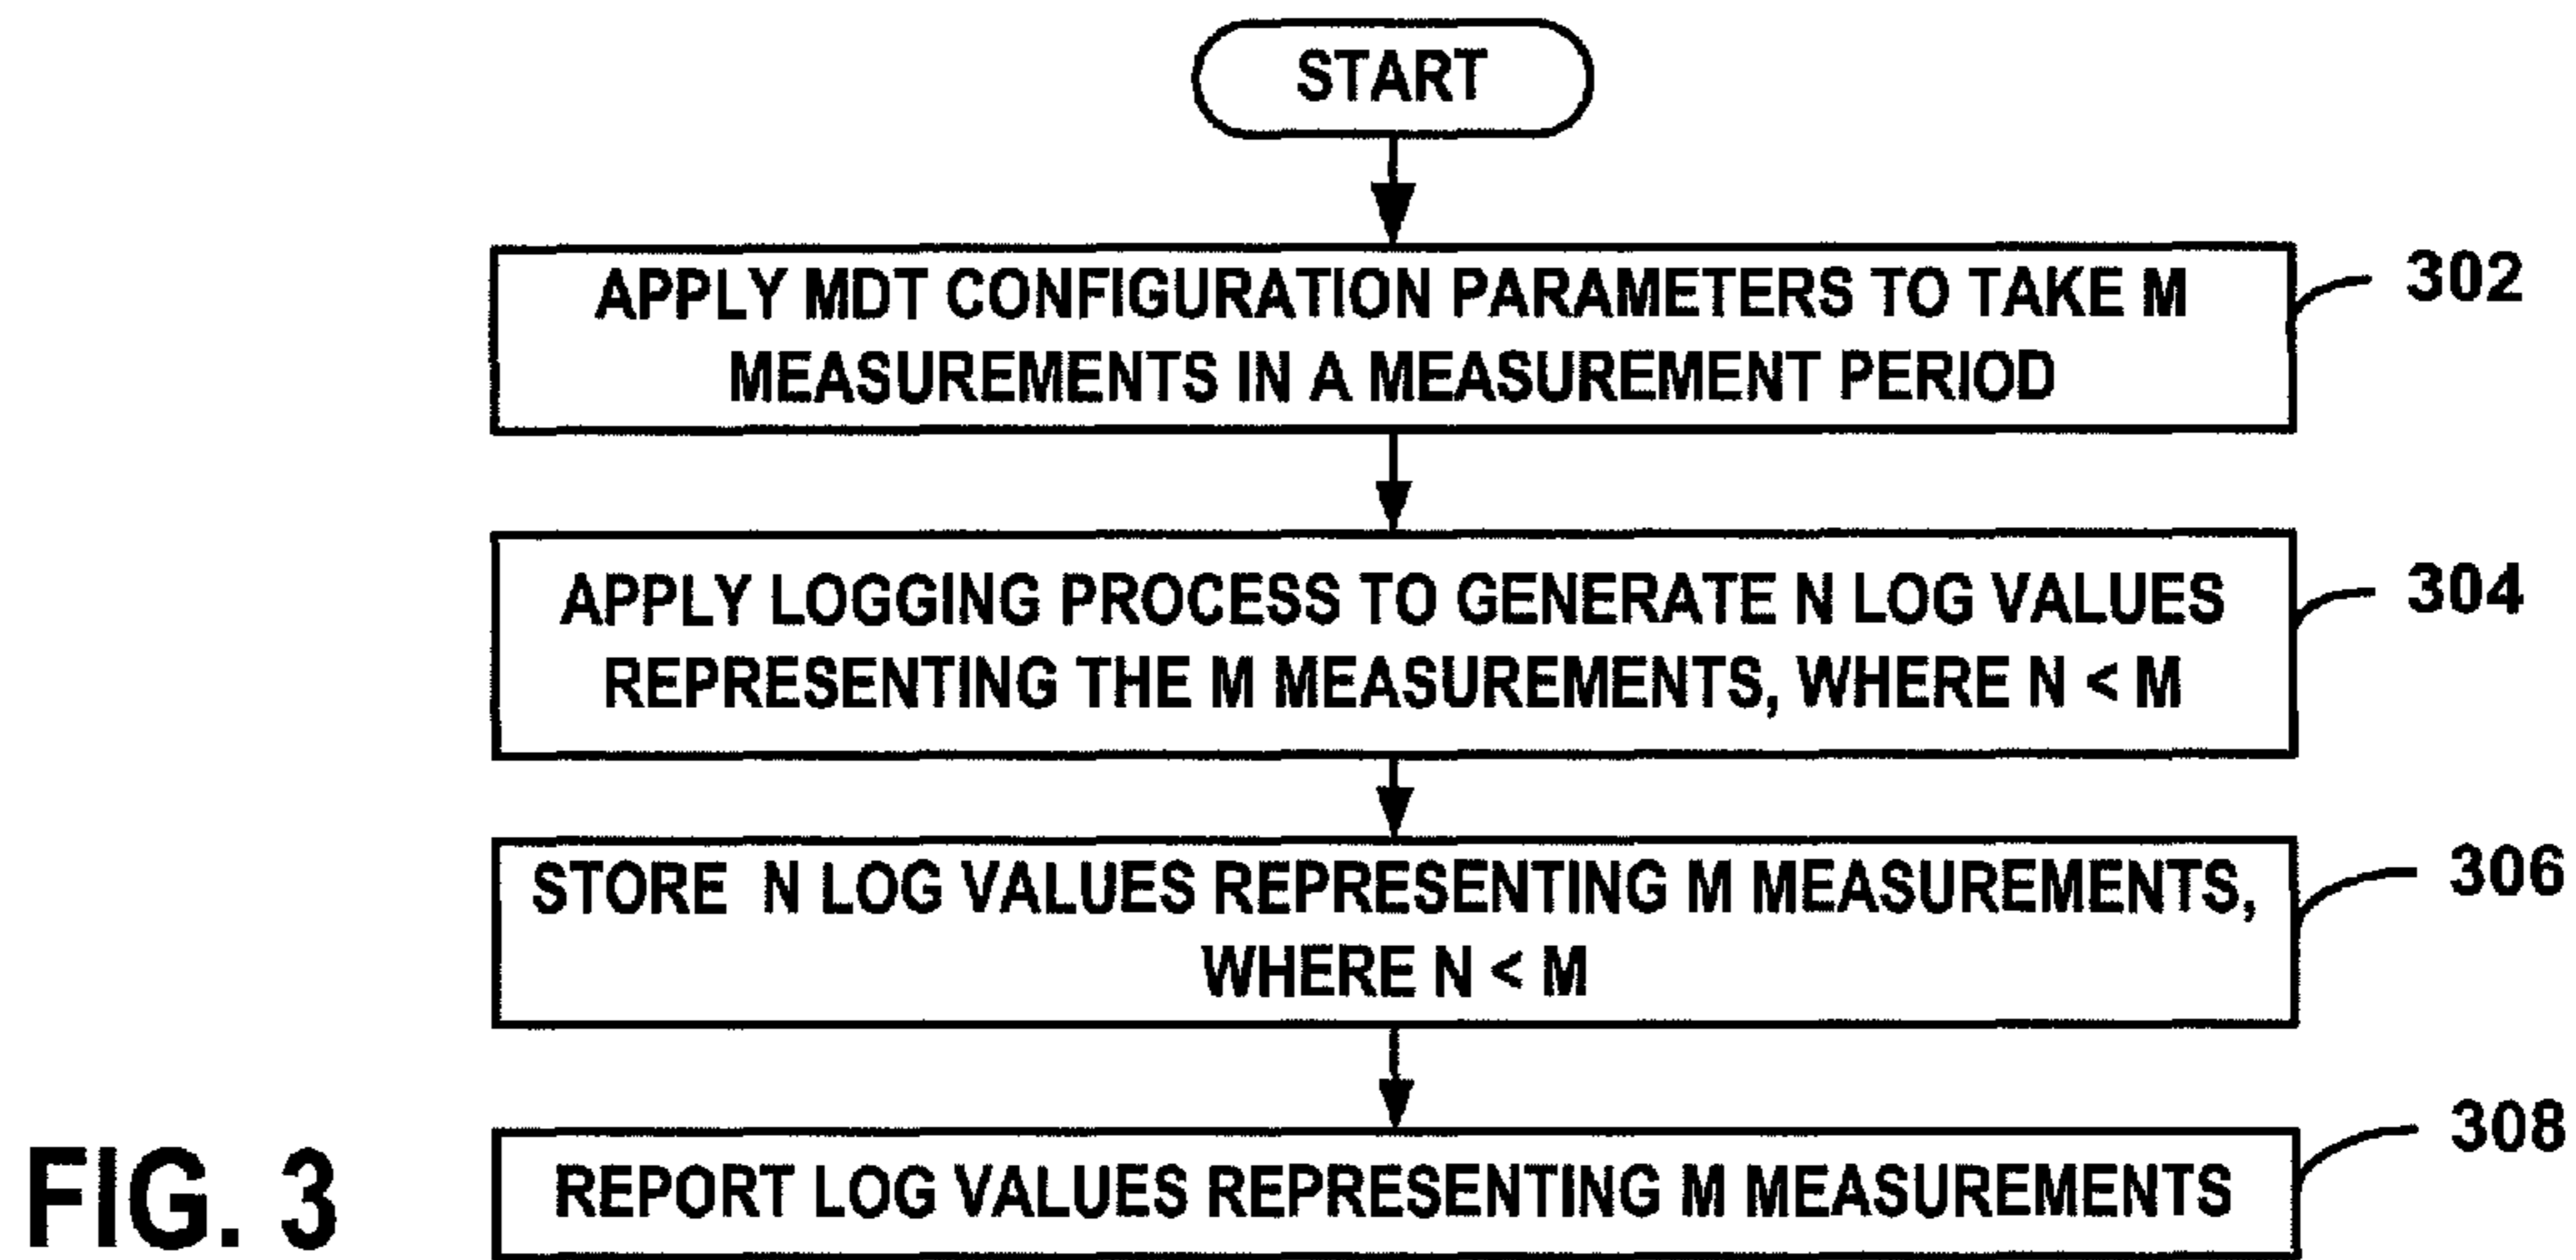 START
APPLY MDT CONFIGURATION PARAMETERS TO TAKE M
MEASUREMENTS IN A MEASUREMENT PERIOD
302
APPLY LOGGING PROCESS TO GENERATE N LOG VALUES
REPRESENTING THE M MEASUREMENTS, WHERE N < M
304
STORE N LOG VALUES REPRESENTING M MEASUREMENTS,
WHERE N < M
306
REPORT LOG VALUES REPRESENTING M MEASUREMENTS
308
FIG. 3